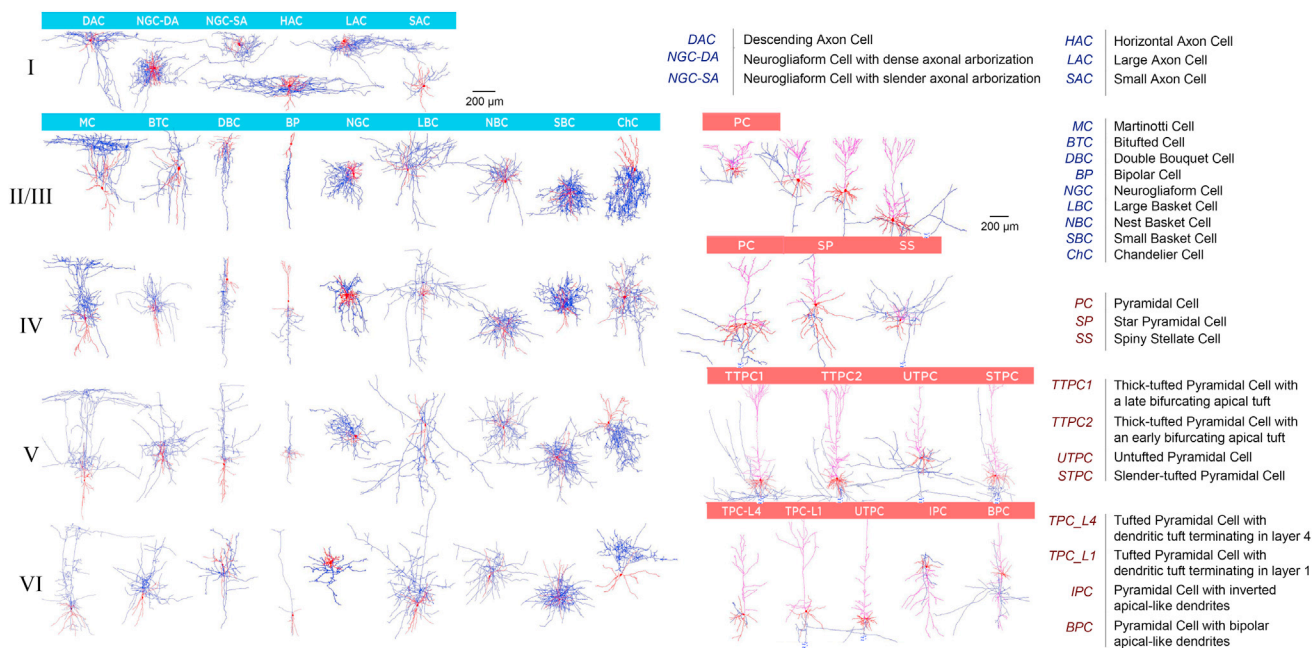 DAC NGC-DA NGC-SA HAC LAC SAC
I
200 µm
DAC Descending Axon Cell
NGC-DA Neurogliaform Cell with dense axonal arborization
NGC-SA Neurogliaform Cell with slender axonal arborization
HAC Horizontal Axon Cell
LAC Large Axon Cell
SAC Small Axon Cell
MC BTC DBC BP NGC LBC NBC SBC ChC
II/III
IV
V
VI
PC
200 µm
PC SP SS
TTPC1 TTPC2 UTPC STPC
TPC-L4 TPC-L1 UTPC IPC BPC
MC Martinotti Cell
BTC Bitufted Cell
DBC Double Bouquet Cell
BP Bipolar Cell
NGC Neurogliaform Cell
LBC Large Basket Cell
NBC Nest Basket Cell
SBC Small Basket Cell
ChC Chandelier Cell
PC Pyramidal Cell
SP Star Pyramidal Cell
SS Spiny Stellate Cell
TTPC1 Thick-tufted Pyramidal Cell with
a late bifurcating apical tuft
TTPC2 Thick-tufted Pyramidal Cell with
an early bifurcating apical tuft
UTPC Untufted Pyramidal Cell
STPC Slender-tufted Pyramidal Cell
TPC_L4 Tufted Pyramidal Cell with
dendritic tuft terminating in layer 4
TPC_L1 Tufted Pyramidal Cell with
dendritic tuft terminating in layer 1
IPC Pyramidal Cell with inverted
apical-like dendrites
BPC Pyramidal Cell with bipolar
apical-like dendrites